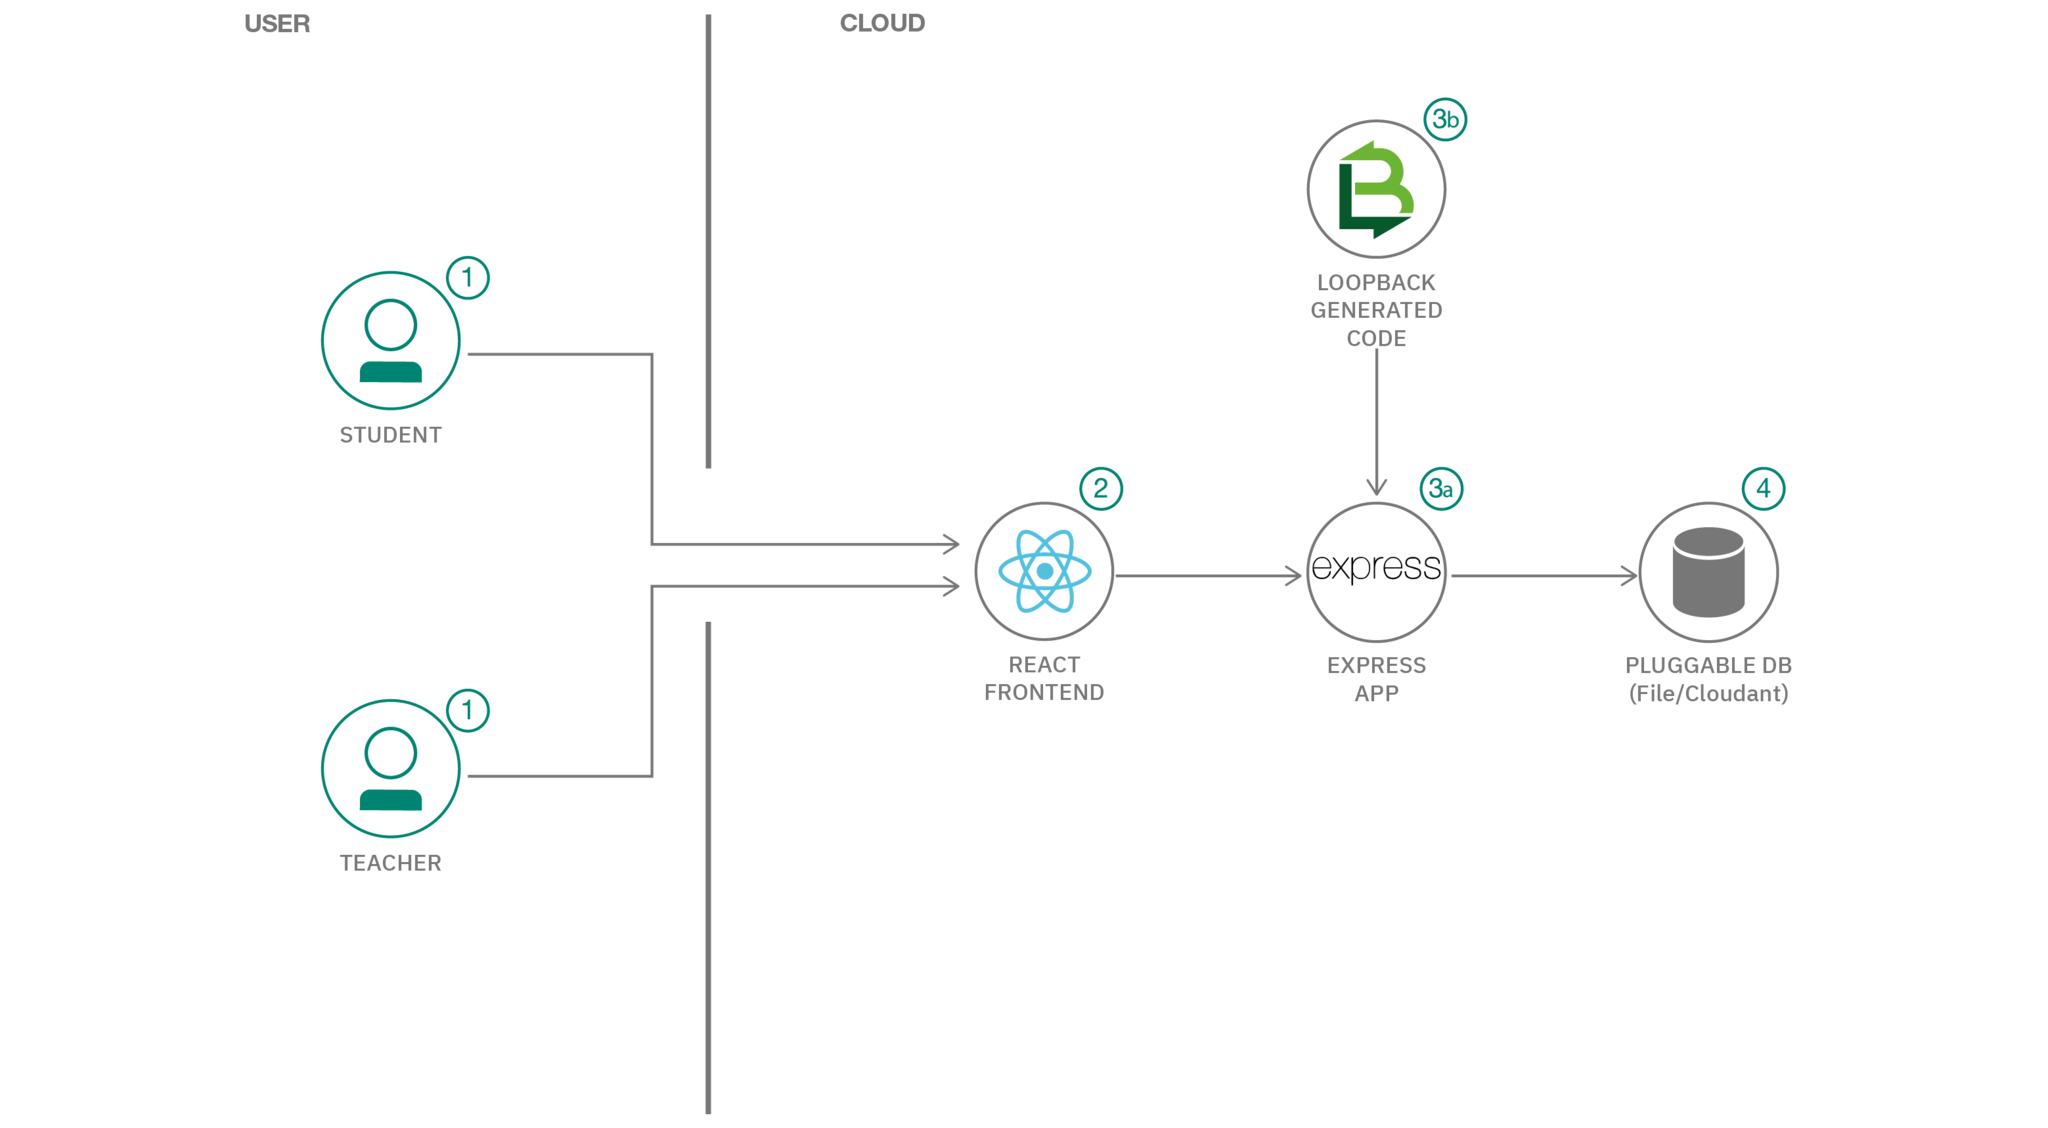 USER
CLOUD
1
STUDENT
1
TEACHER
2
REACT
FRONTEND
3b
LOOPBACK
GENERATED
CODE
3a
express
EXPRESS
APP
4
PLUGGABLE DB
(File/Cloudant)